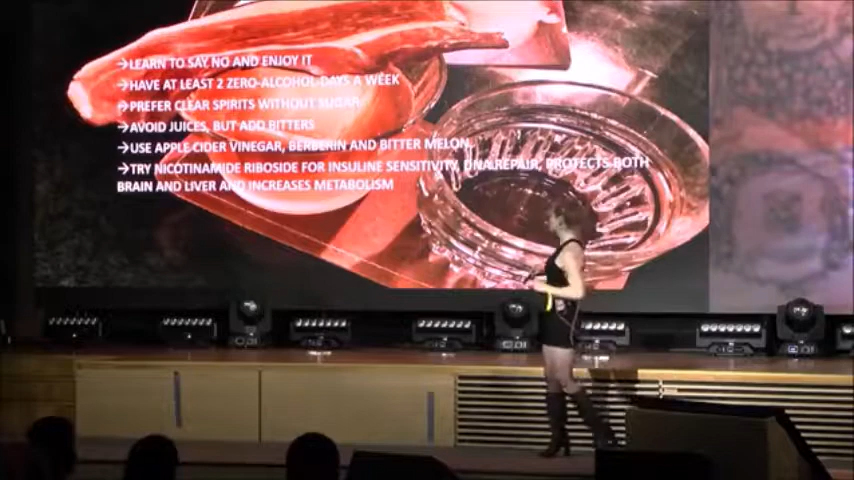 →LEARN TO SAY NO AND ENJOY IT
→HAVE AT LEAST 2 ZERO-ALCOHOL DAYS A WEEK
→PREFER CLEAR SPIRITS WITHOUT SUGAR
→AVOID JUICES, BUT ADD BITTERS
→USE APPLE CIDER VINEGAR, BERBERIN AND BITTER MELON.
→TRY NICOTINAMIDE RIBOSIDE FOR INSULINE SENSITIVITY, DNA REPAIR, PROTECTS BOTH
BRAIN AND LIVER AND INCREASES METABOLISM